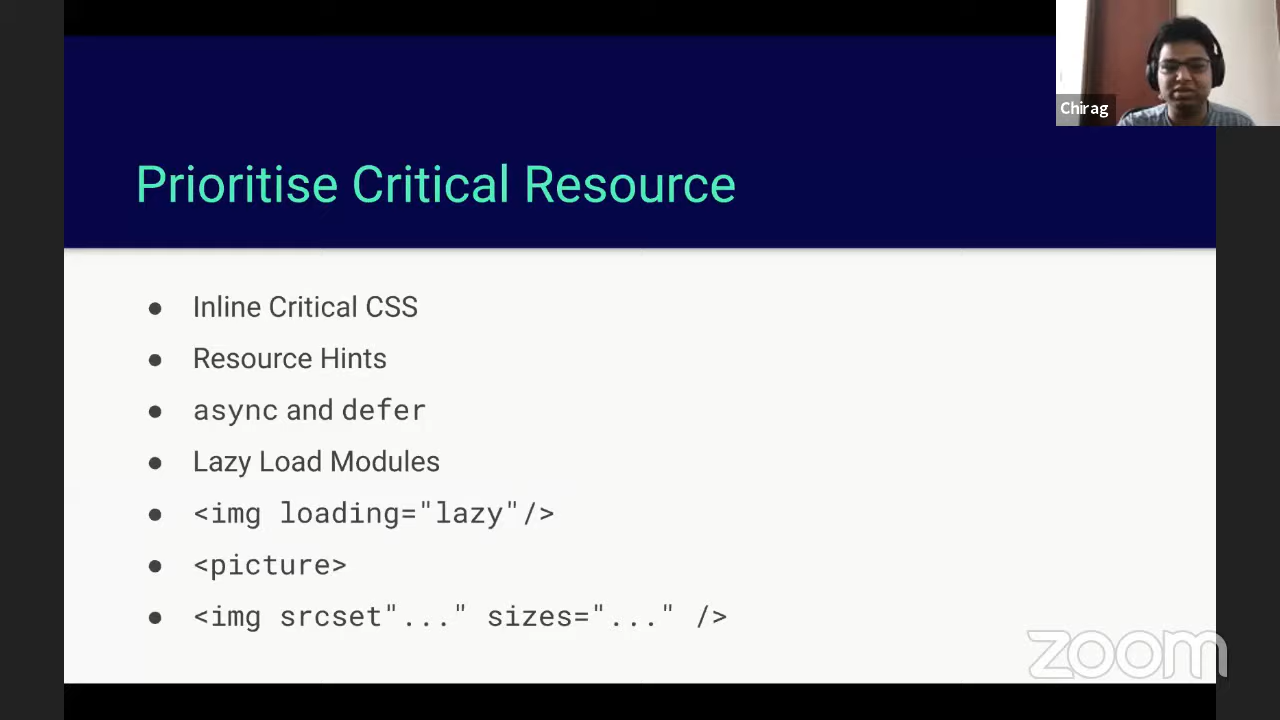 Chirag
Prioritise Critical Resource
● Inline Critical CSS
● Resource Hints
● async and defer
● Lazy Load Modules
● <img loading="lazy"/>
● <picture>
● <img srcset"..." sizes="..." />
zoom